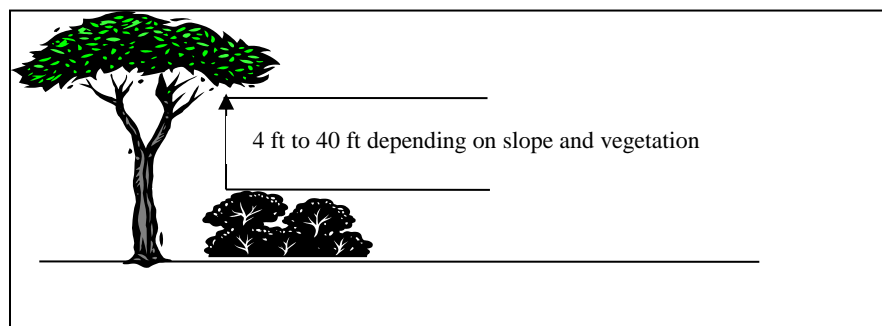 4 ft to 40 ft depending on slope and vegetation